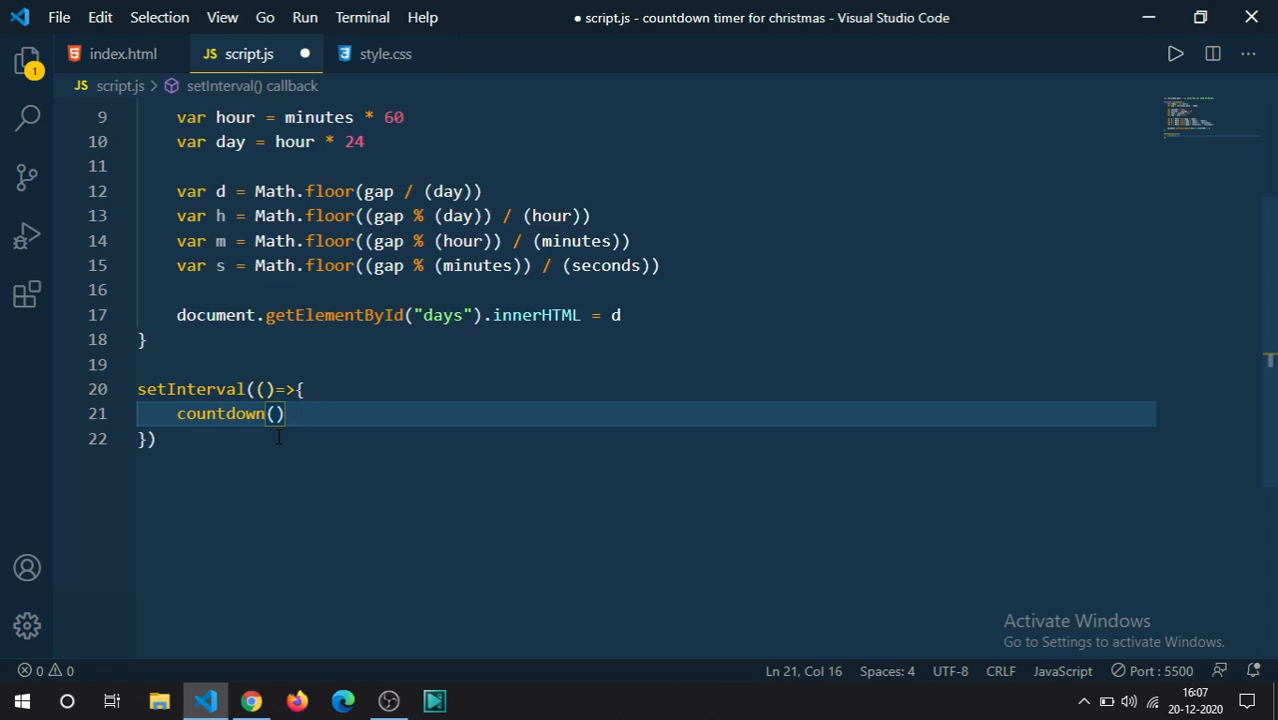 File Edit Selection View Go Run Terminal Help ● script.js - countdown timer for christmas - Visual Studio Code
index.html JS script.js ● style.css
JS script.js > setInterval() callback
9 var hour = minutes * 60
10 var day = hour * 24
11
12 var d = Math.floor(gap / (day))
13 var h = Math.floor((gap % (day)) / (hour))
14 var m = Math.floor((gap % (hour)) / (minutes))
15 var s = Math.floor((gap % (minutes)) / (seconds))
16
17 document.getElementById("days").innerHTML = d
18 }
19
20 setInterval(()=>{
21 countdown()
22 })
1
Activate Windows
Go to Settings to activate Windows.
0 0 Ln 21, Col 16 Spaces: 4 UTF-8 CRLF JavaScript Port : 5500
16:07
20-12-2020